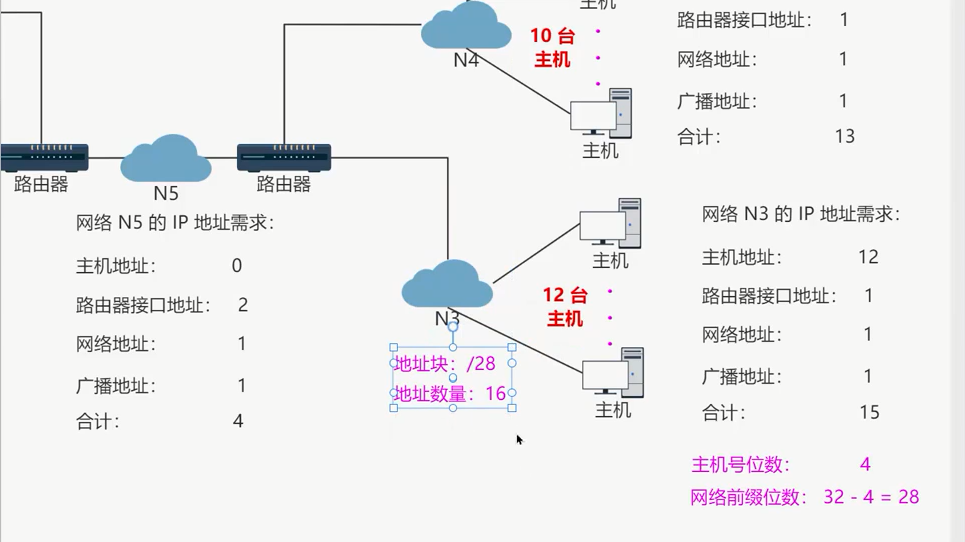 主机
N4
10 台
主机
主机
路由器接口地址： 1
网络地址： 1
广播地址： 1
合计： 13
路由器
N5
路由器
网络 N5 的 IP 地址需求：
主机地址： 0
路由器接口地址： 2
网络地址： 1
广播地址： 1
合计： 4
主机
N3
12 台
主机
主机
地址块：/28
地址数量：16
网络 N3 的 IP 地址需求：
主机地址： 12
路由器接口地址： 1
网络地址： 1
广播地址： 1
合计： 15
主机号位数： 4
网络前缀位数： 32 - 4 = 28